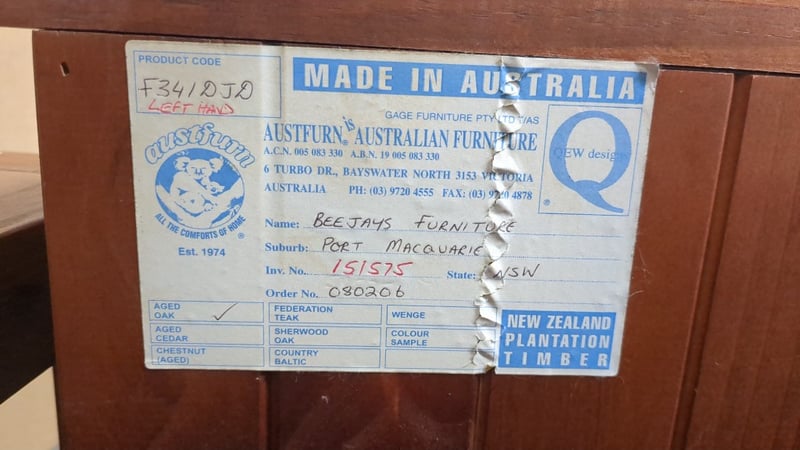 PRODUCT CODE
F341DJD
LEFT HAND
MADE IN AUSTRALIA
GAGE FURNITURE PTY LTD T/AS
AUSTFURN® is AUSTRALIAN FURNITURE
A.C.N. 005 083 330 A.B.N. 19 005 083 330
6 TURBO DR., BAYSWATER NORTH 3153 VICTORIA
AUSTRALIA PH: (03) 9720 4555 FAX: (03) 9720 4878
Q
QEW design
®
austfurn
ALL THE COMFORTS OF HOME ®
Est. 1974
Name: BEEJAYS FURNITURE
Suburb: PORT MACQUARIE
Inv. No. 151575 State: NSW
Order No. 080206
AGED OAK ✓
FEDERATION TEAK
WENGE
AGED CEDAR
SHERWOOD OAK
COLOUR SAMPLE
CHESTNUT (AGED)
COUNTRY BALTIC
NEW ZEALAND
PLANTATION
TIMBER